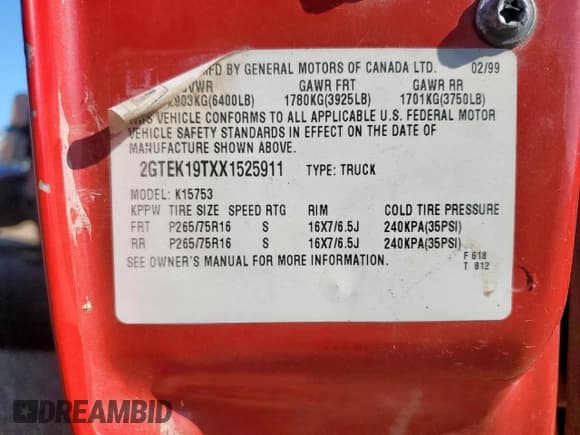 MFD BY GENERAL MOTORS OF CANADA LTD. 02/99
GVWR GAWR FRT GAWR RR
2903KG(6400LB) 1780KG(3925LB) 1701KG(3750LB)
THIS VEHICLE CONFORMS TO ALL APPLICABLE U.S. FEDERAL MOTOR
VEHICLE SAFETY STANDARDS IN EFFECT ON THE DATE OF
MANUFACTURE SHOWN ABOVE.
2GTEK19TXX1525911 TYPE: TRUCK
MODEL: K15753
KPPW TIRE SIZE SPEED RTG RIM COLD TIRE PRESSURE
FRT P265/75R16 S 16X7/6.5J 240KPA(35PSI)
RR P265/75R16 S 16X7/6.5J 240KPA(35PSI)
SEE OWNER'S MANUAL FOR MORE INFORMATION.
F 618
T 812
DREAMBID